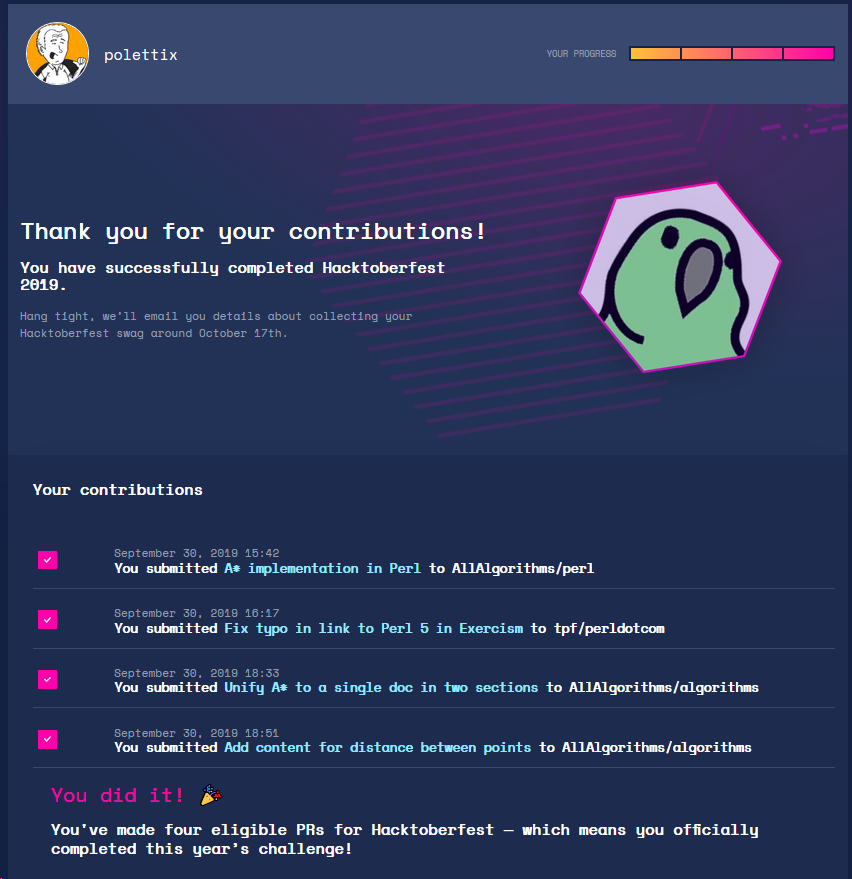 polettix
YOUR PROGRESS
Thank you for your contributions!
You have successfully completed Hacktoberfest
2019.
Hang tight, we'll email you details about collecting your
Hacktoberfest swag around October 17th.
Your contributions
September 30, 2019 15:42
You submitted A* implementation in Perl to AllAlgorithms/perl
September 30, 2019 16:17
You submitted Fix typo in link to Perl 5 in Exercism to tpf/perldotcom
September 30, 2019 18:33
You submitted Unify A* to a single doc in two sections to AllAlgorithms/algorithms
September 30, 2019 18:51
You submitted Add content for distance between points to AllAlgorithms/algorithms
You did it! 🎉
You've made four eligible PRs for Hacktoberfest — which means you officially
completed this year's challenge!